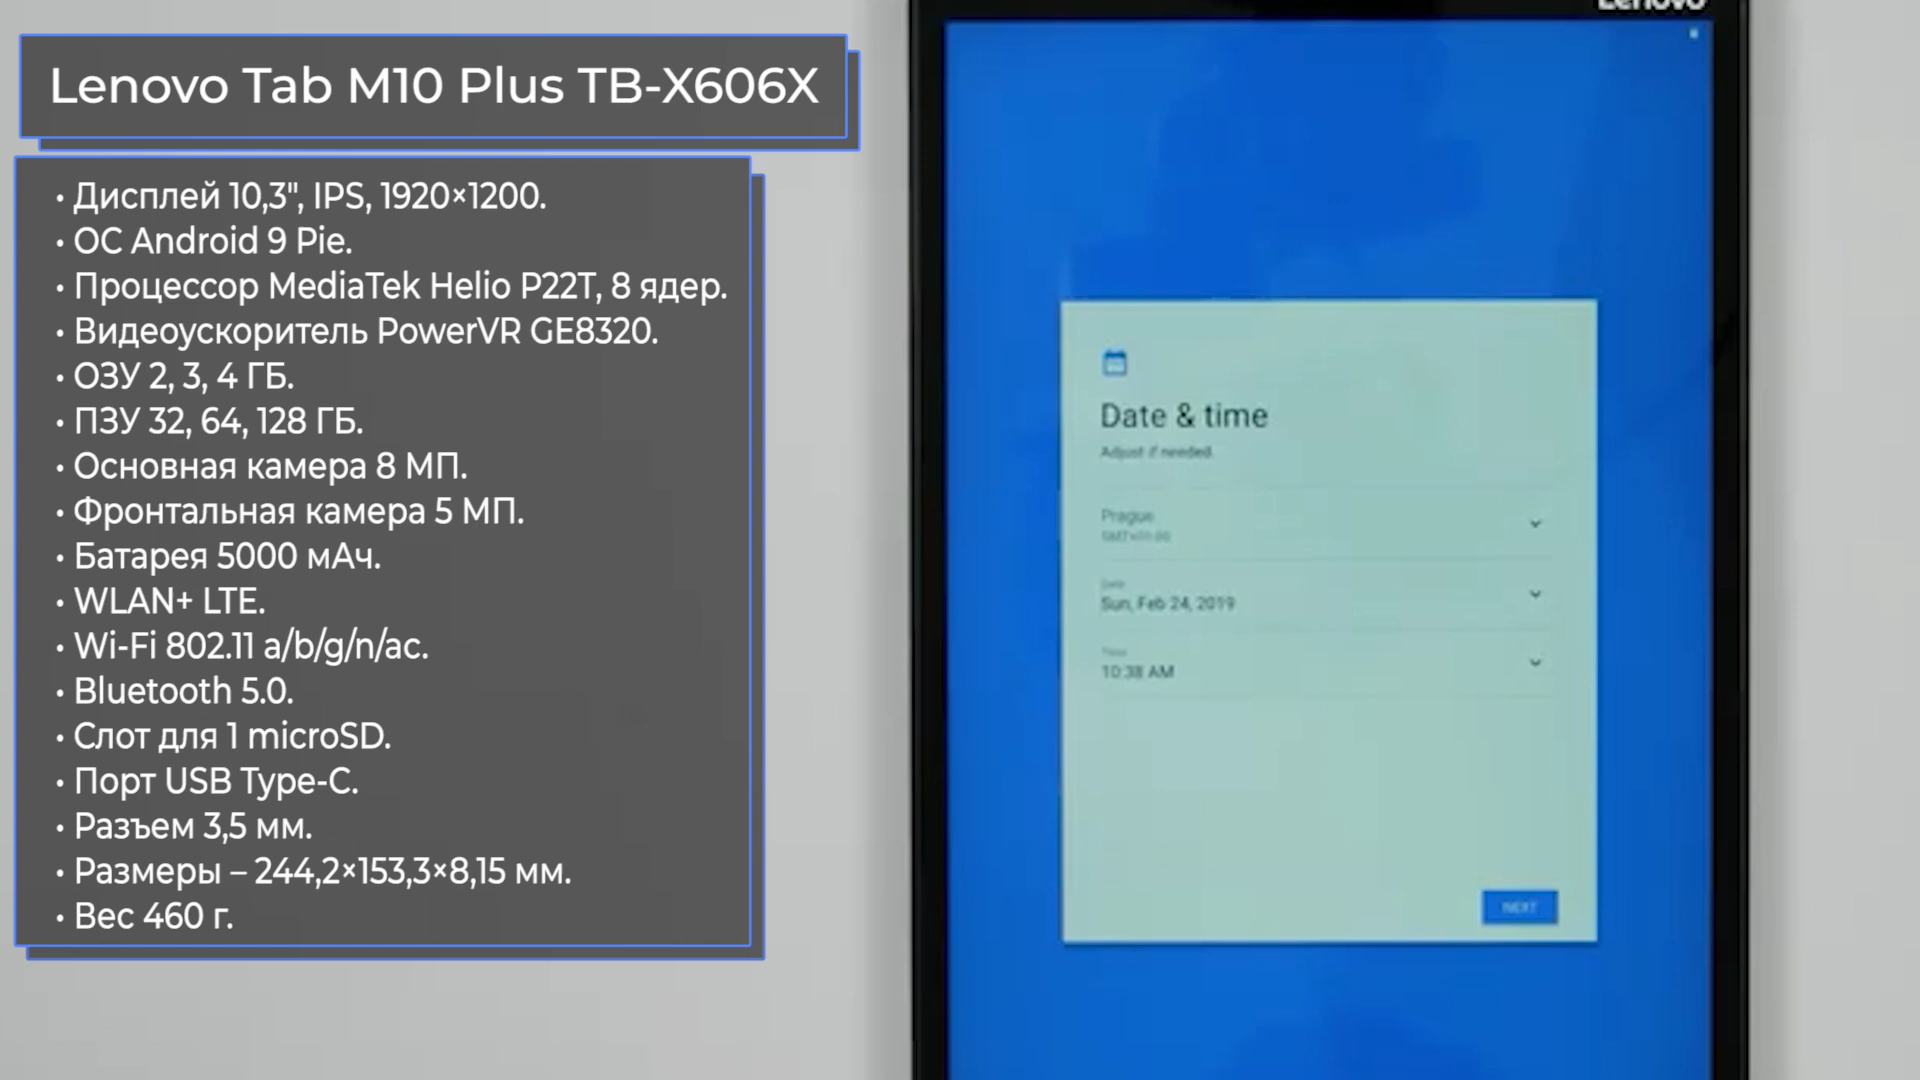 Lenovo Tab M10 Plus TB-X606X
• Дисплей 10,3", IPS, 1920×1200.
• ОС Android 9 Pie.
• Процессор MediaTek Helio P22T, 8 ядер.
• Видеоускоритель PowerVR GE8320.
• ОЗУ 2, 3, 4 ГБ.
• ПЗУ 32, 64, 128 ГБ.
• Основная камера 8 МП.
• Фронтальная камера 5 МП.
• Батарея 5000 мАч.
• WLAN+ LTE.
• Wi-Fi 802.11 a/b/g/n/ac.
• Bluetooth 5.0.
• Слот для 1 microSD.
• Порт USB Type-C.
• Разъем 3,5 мм.
• Размеры – 244,2×153,3×8,15 мм.
• Вес 460 г.
Lenovo
Date & time
Adjust if needed
Prague
Date
Sun, Feb 24, 2019
Time
10:38 AM
NEXT